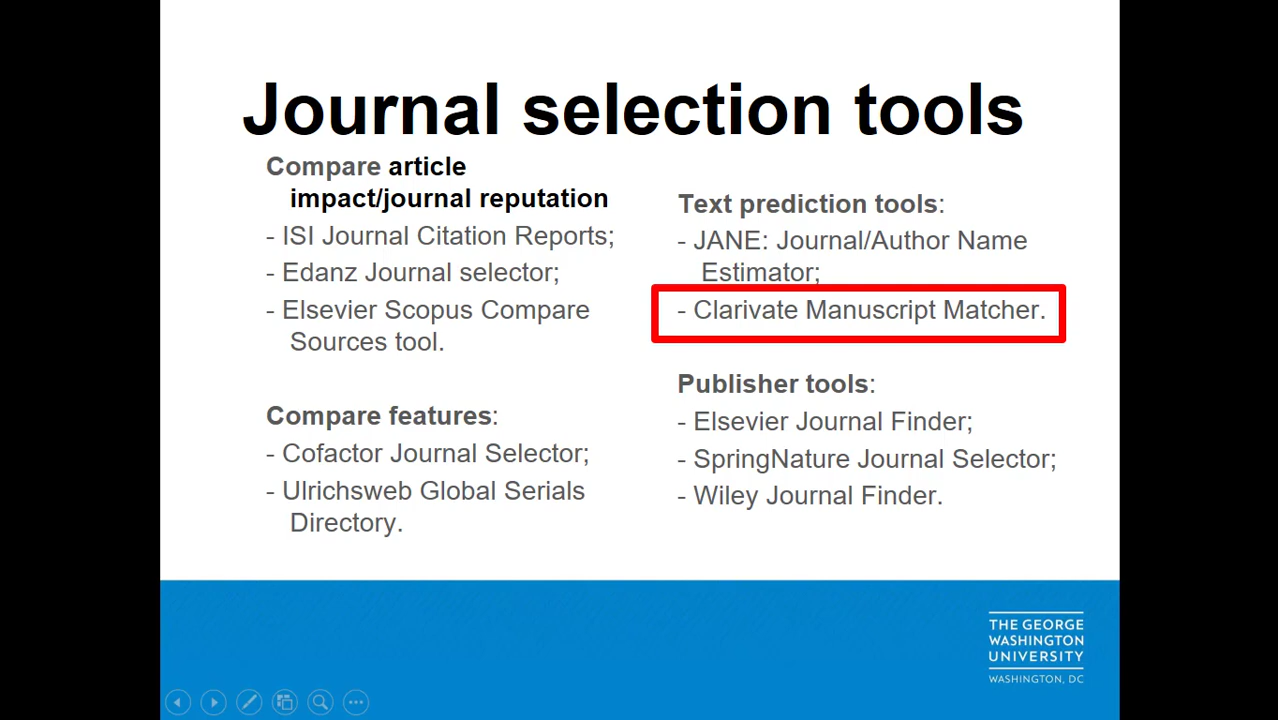 Journal selection tools
Compare article
impact/journal reputation
- ISI Journal Citation Reports;
- Edanz Journal selector;
- Elsevier Scopus Compare
Sources tool.
Compare features:
- Cofactor Journal Selector;
- Ulrichsweb Global Serials
Directory.
Text prediction tools:
- JANE: Journal/Author Name
Estimator;
- Clarivate Manuscript Matcher.
Publisher tools:
- Elsevier Journal Finder;
- SpringNature Journal Selector;
- Wiley Journal Finder.
THE GEORGE
WASHINGTON
UNIVERSITY
WASHINGTON, DC